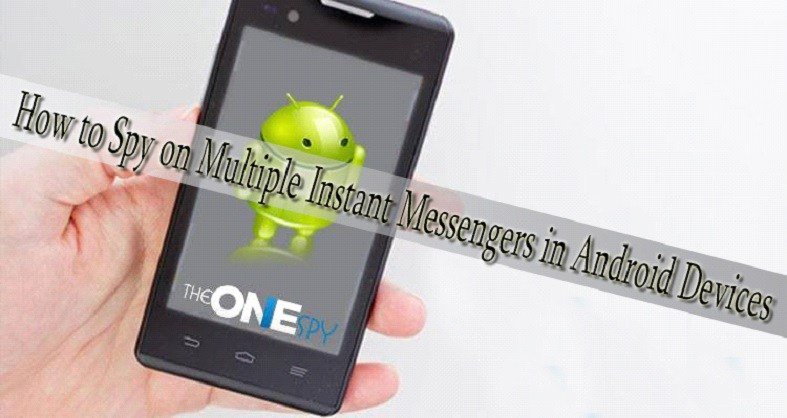 How to Spy on Multiple Instant Messengers in Android Devices
THE ONE SPY